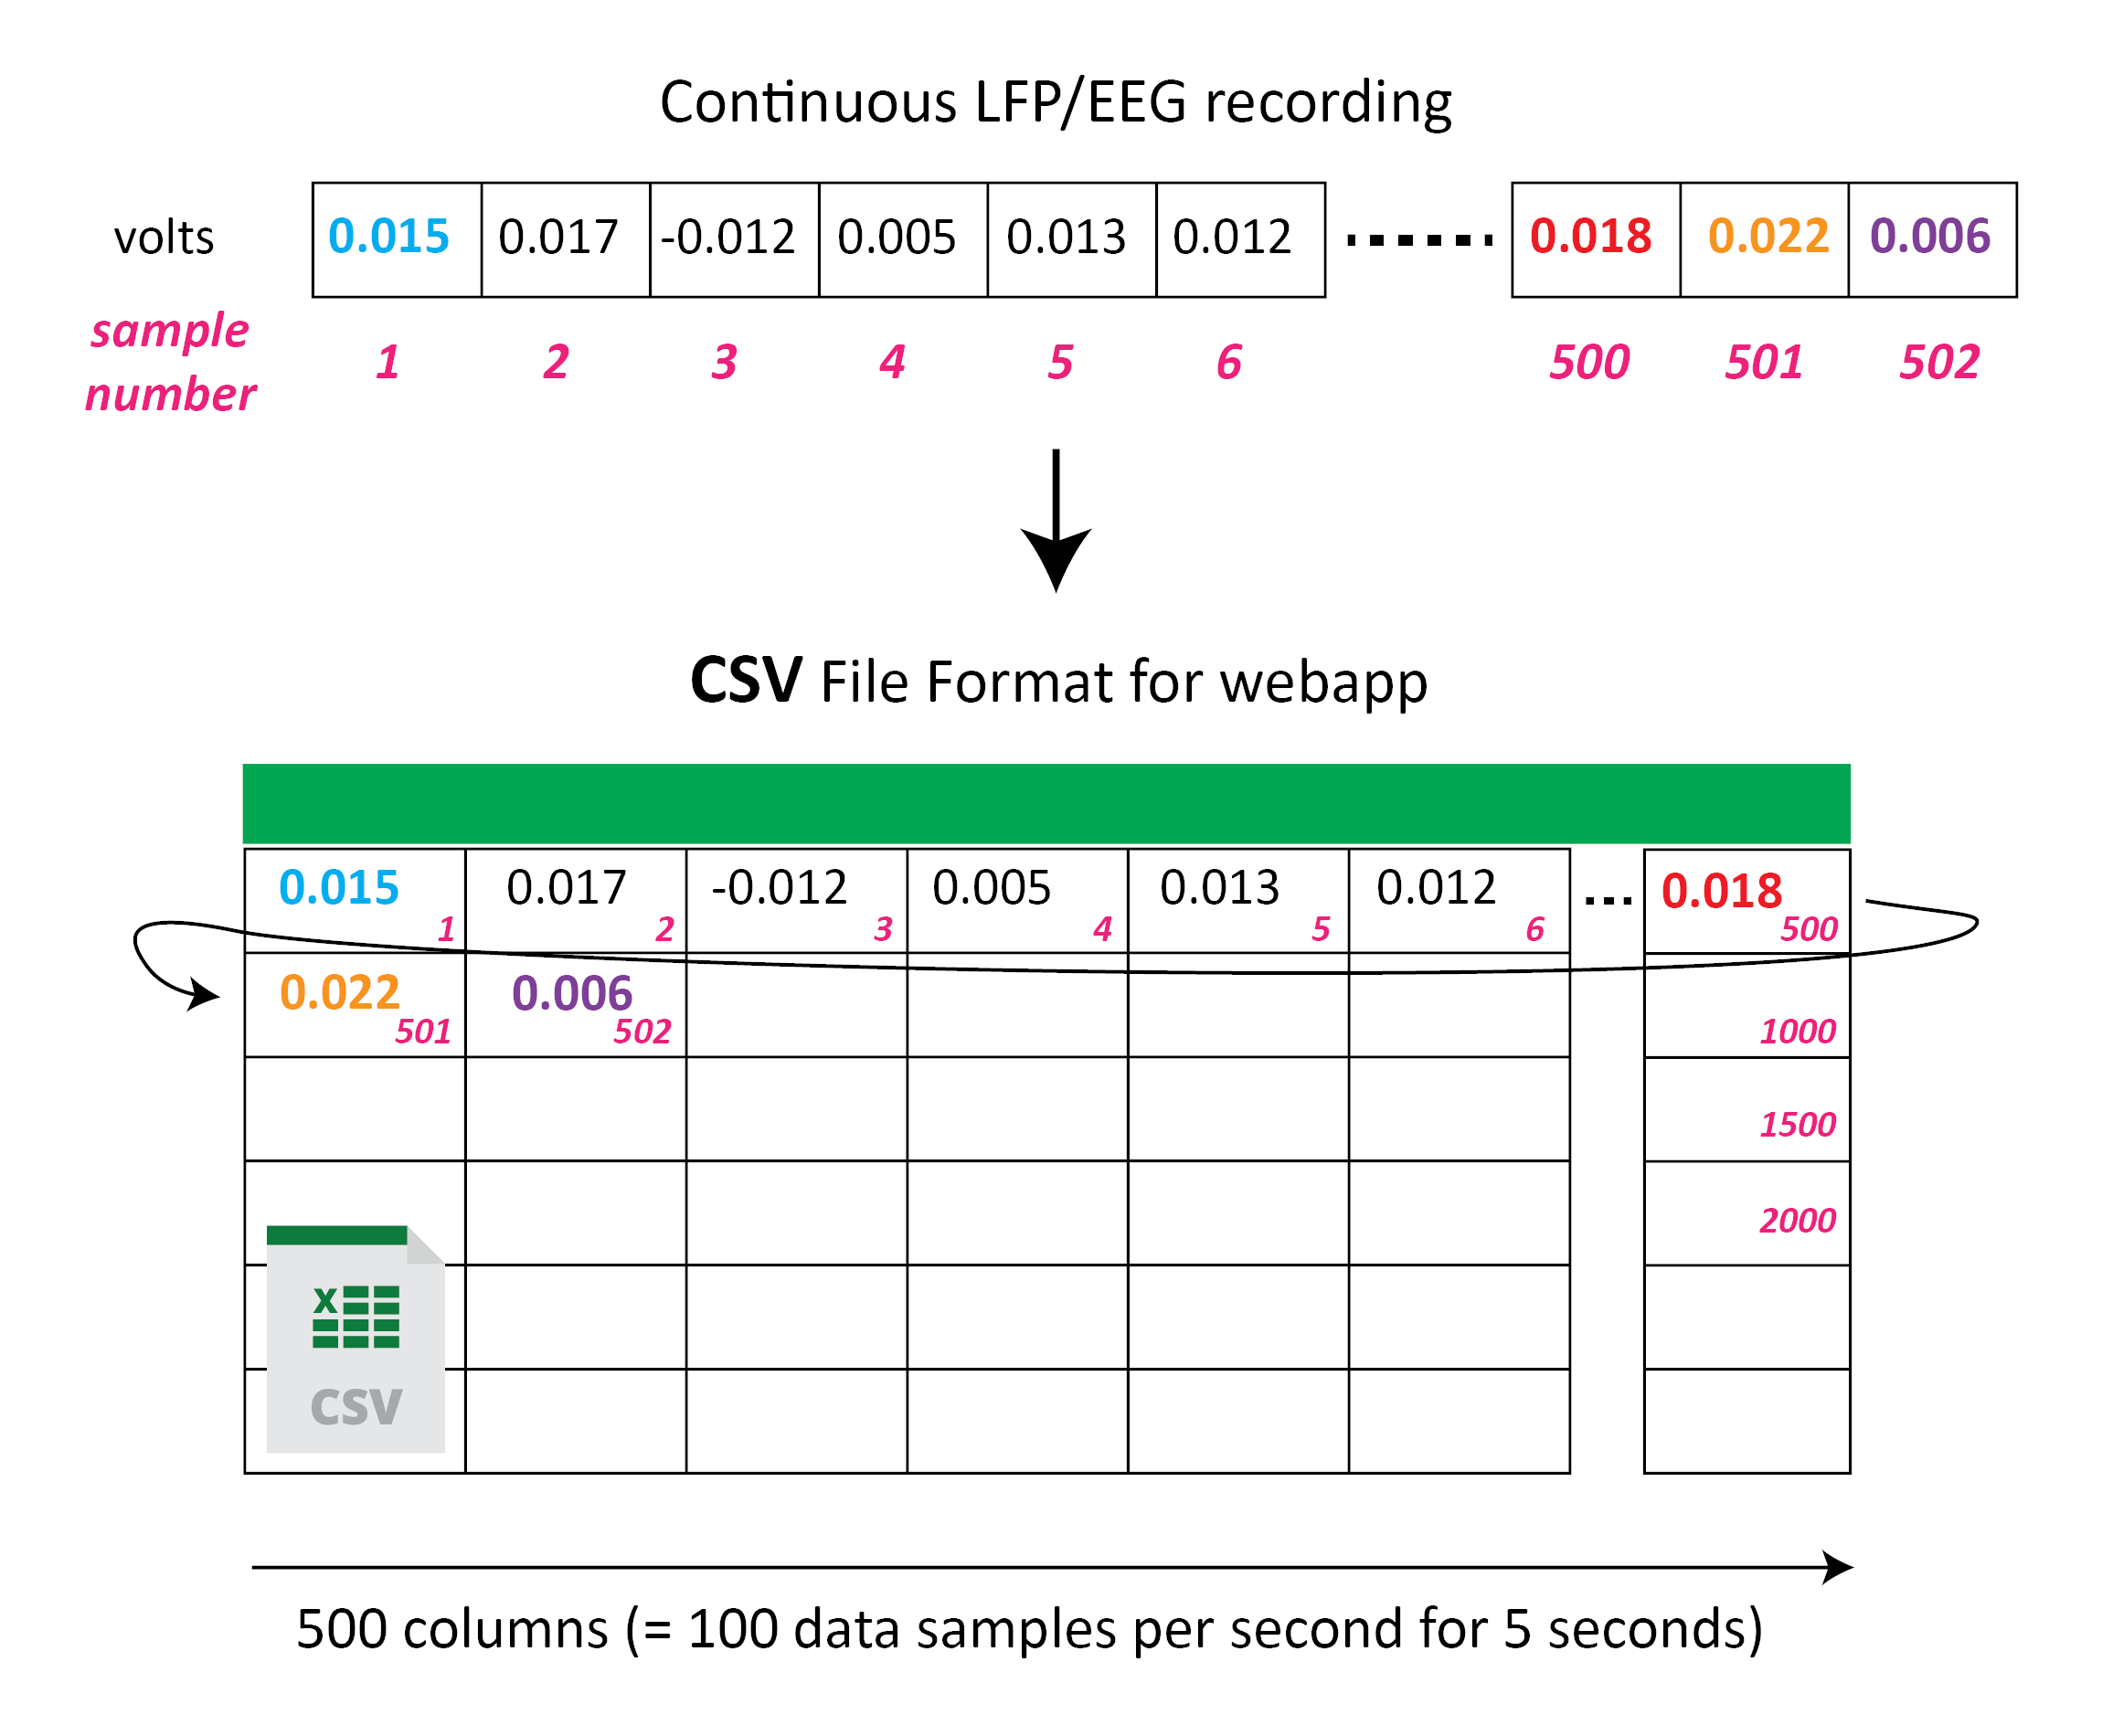 Continuous LFP/EEG recording
volts 0.015 0.017 -0.012 0.005 0.013 0.012 ....... 0.018 0.022 0.006
sample
number
1 2 3 4 5 6 500 501 502
CSV File Format for webapp
0.015 0.017 -0.012 0.005 0.013 0.012 ... 0.018
1 2 3 4 5 6 500
0.022 0.006
501 502 1000
1500
2000
X
CSV
500 columns (= 100 data samples per second for 5 seconds)